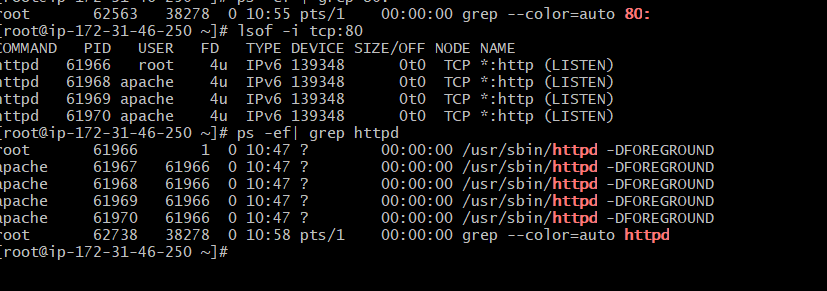 root 62563 38278 0 10:55 pts/1 00:00:00 grep --color=auto 80:
[root@ip-172-31-46-250 ~]# lsof -i tcp:80
COMMAND PID USER FD TYPE DEVICE SIZE/OFF NODE NAME
httpd 61966 root 4u IPv6 139348 0t0 TCP *:http (LISTEN)
httpd 61968 apache 4u IPv6 139348 0t0 TCP *:http (LISTEN)
httpd 61969 apache 4u IPv6 139348 0t0 TCP *:http (LISTEN)
httpd 61970 apache 4u IPv6 139348 0t0 TCP *:http (LISTEN)
[root@ip-172-31-46-250 ~]# ps -ef| grep httpd
root 61966 1 0 10:47 ? 00:00:00 /usr/sbin/httpd -DFOREGROUND
apache 61967 61966 0 10:47 ? 00:00:00 /usr/sbin/httpd -DFOREGROUND
apache 61968 61966 0 10:47 ? 00:00:00 /usr/sbin/httpd -DFOREGROUND
apache 61969 61966 0 10:47 ? 00:00:00 /usr/sbin/httpd -DFOREGROUND
apache 61970 61966 0 10:47 ? 00:00:00 /usr/sbin/httpd -DFOREGROUND
root 62738 38278 0 10:58 pts/1 00:00:00 grep --color=auto httpd
[root@ip-172-31-46-250 ~]#